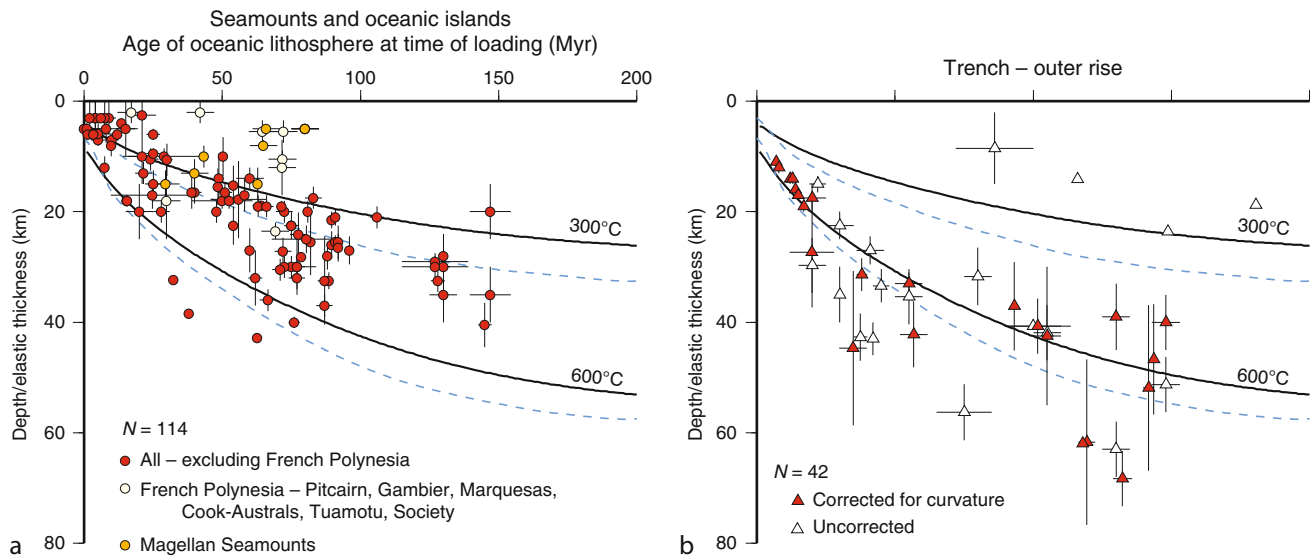 Seamounts and oceanic islands
Age of oceanic lithosphere at time of loading (Myr)
0 50 100 150 200
0
20
40
60
80
Depth/elastic thickness (km)
300°C
600°C
N = 114
All – excluding French Polynesia
French Polynesia – Pitcairn, Gambier, Marquesas,
Cook-Australs, Tuamotu, Society
Magellan Seamounts
a
Trench – outer rise
0
20
40
60
80
Depth/elastic thickness (km)
300°C
600°C
N = 42
Corrected for curvature
Uncorrected
b